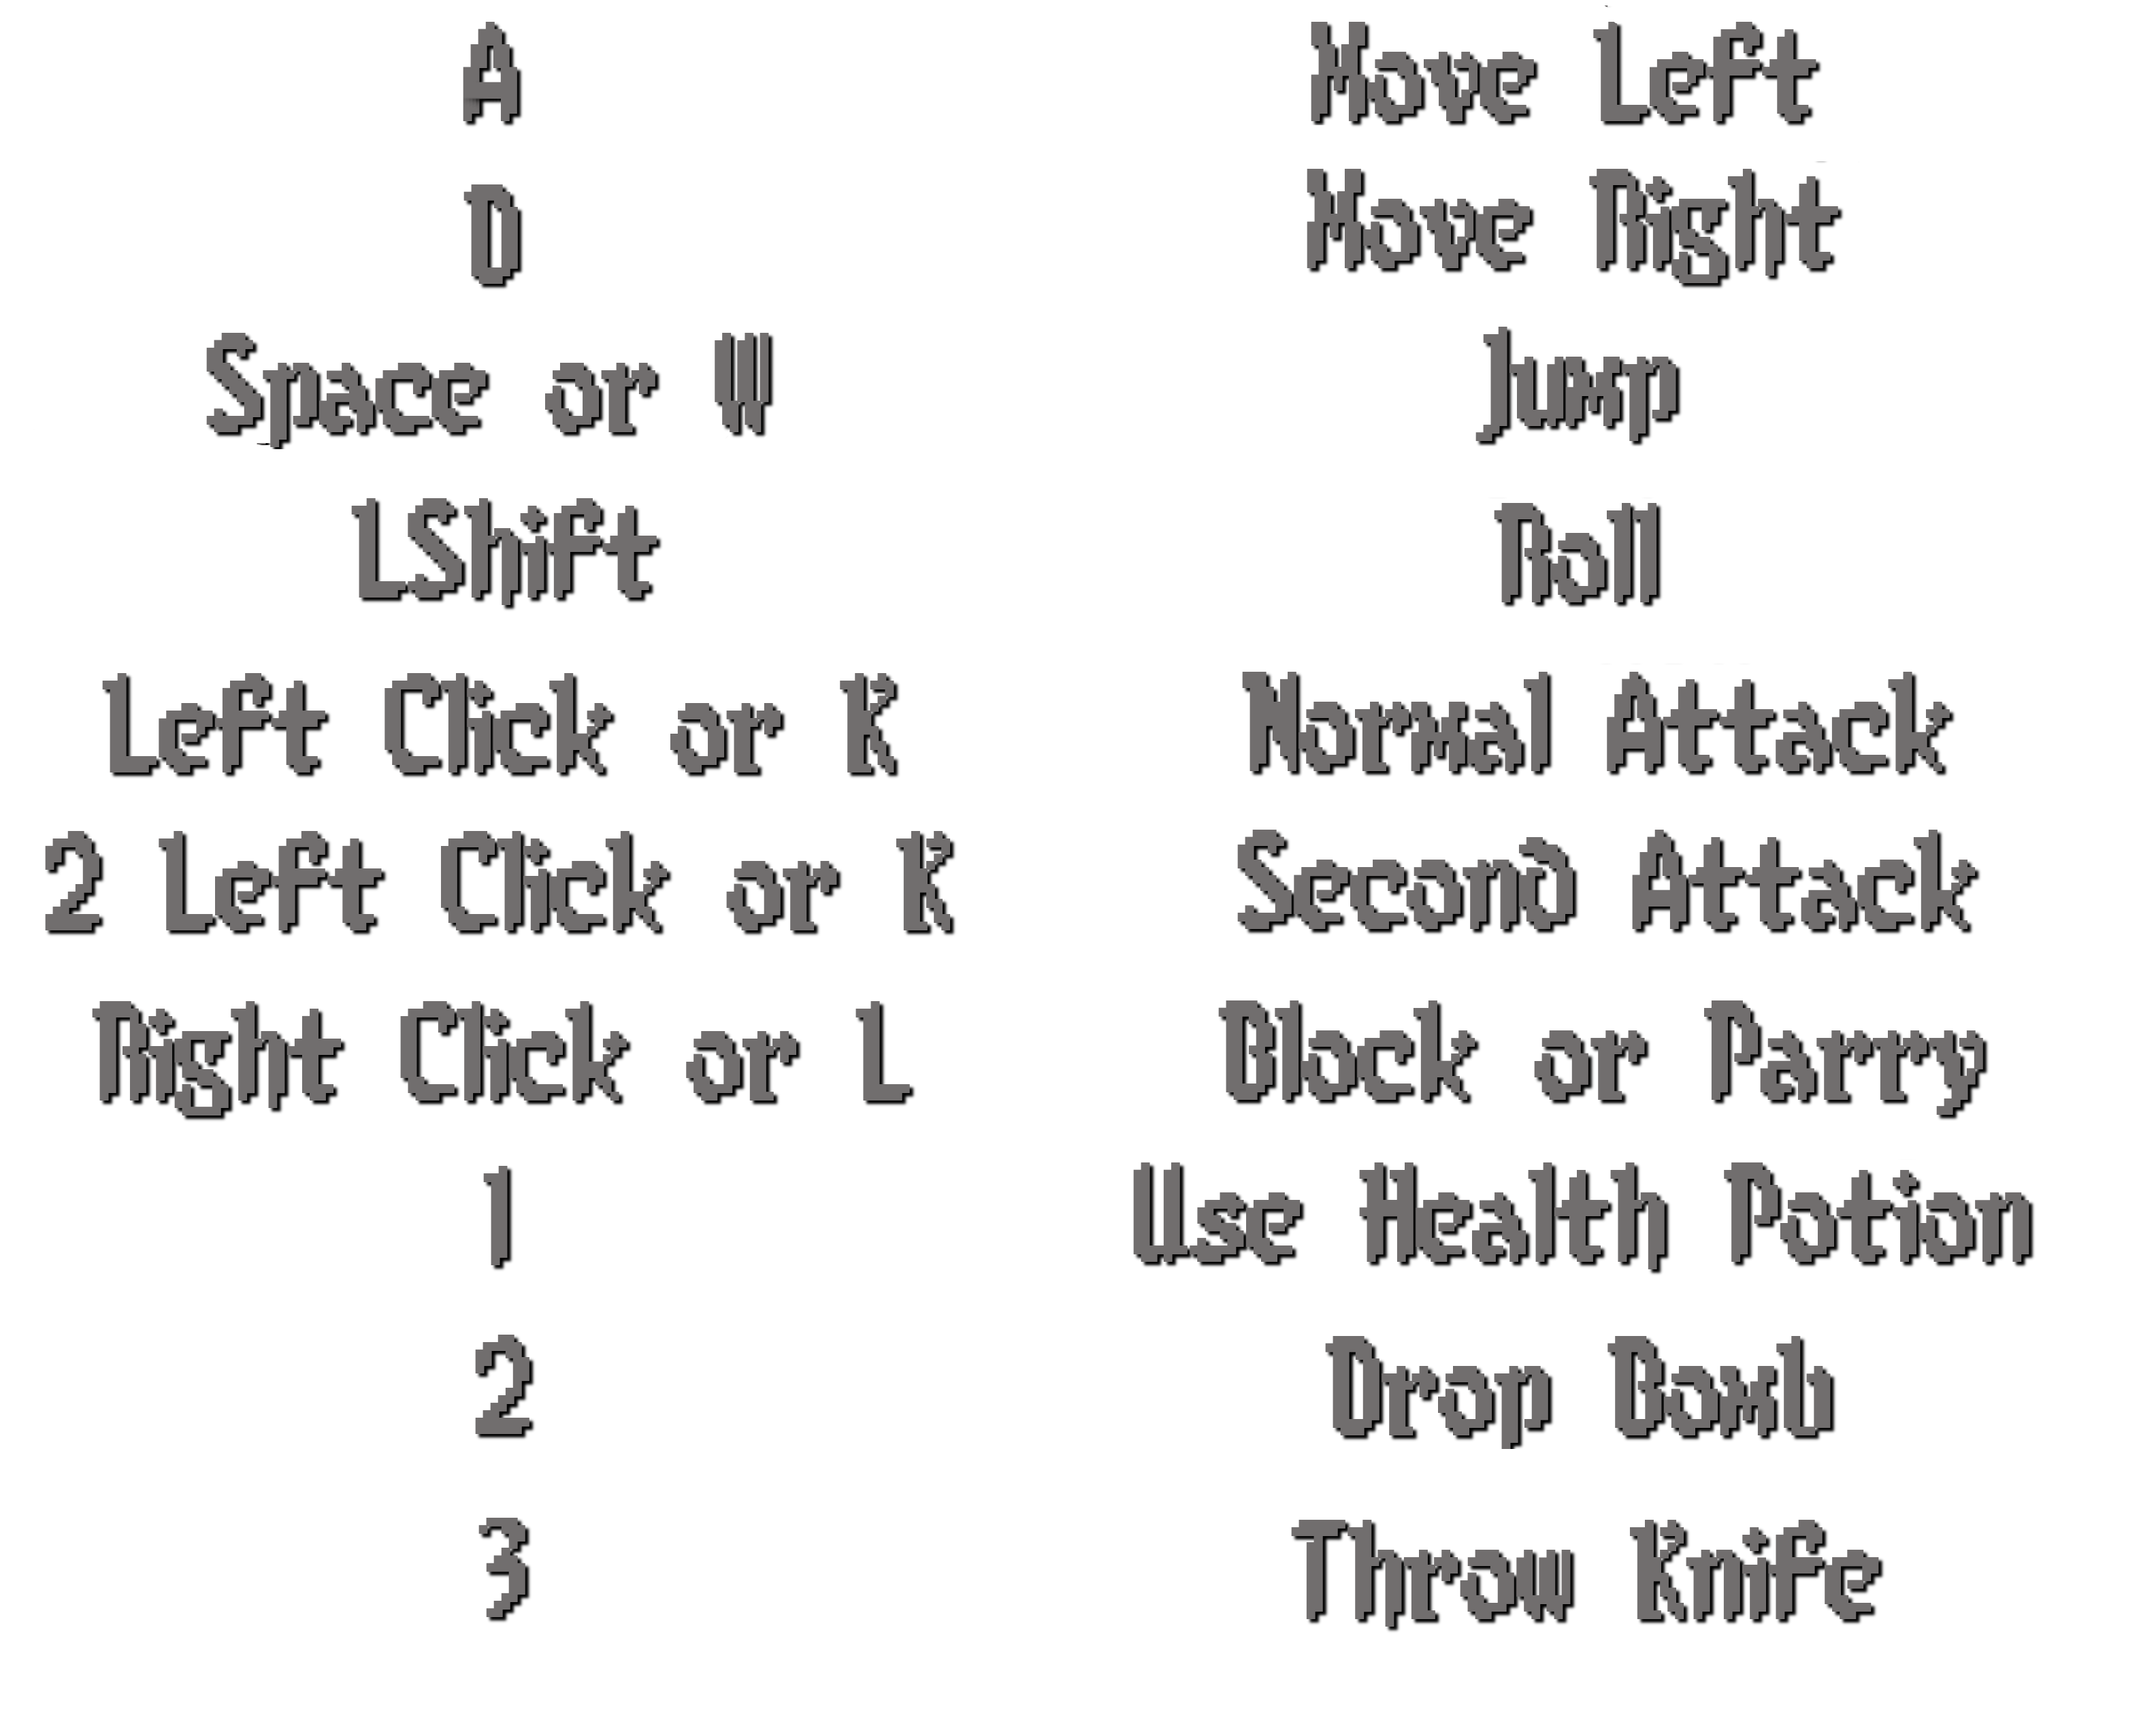 A Move Left
D Move Right
Space or W Jump
LShift Roll
Left Click or K Normal Attack
2 Left Click or K Second Attack
Right Click or L Block or Parry
1 Use Health Potion
2 Drop Bomb
3 Throw Knife